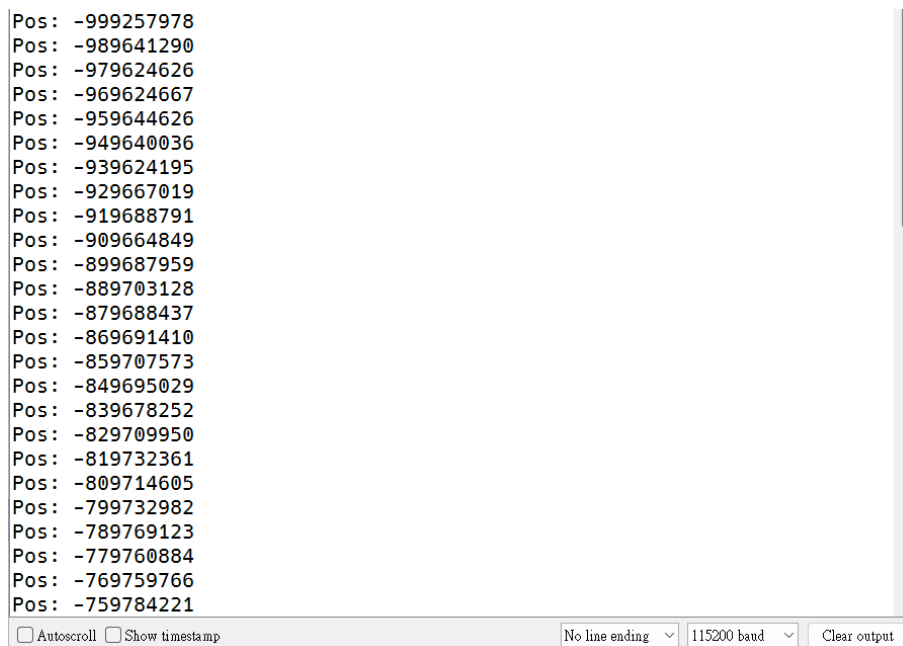 Pos: -999257978
Pos: -989641290
Pos: -979624626
Pos: -969624667
Pos: -959644626
Pos: -949640036
Pos: -939624195
Pos: -929667019
Pos: -919688791
Pos: -909664849
Pos: -899687959
Pos: -889703128
Pos: -879688437
Pos: -869691410
Pos: -859707573
Pos: -849695029
Pos: -839678252
Pos: -829709950
Pos: -819732361
Pos: -809714605
Pos: -799732982
Pos: -789769123
Pos: -779760884
Pos: -769759766
Pos: -759784221
Autoscroll Show timestamp No line ending 115200 baud Clear output